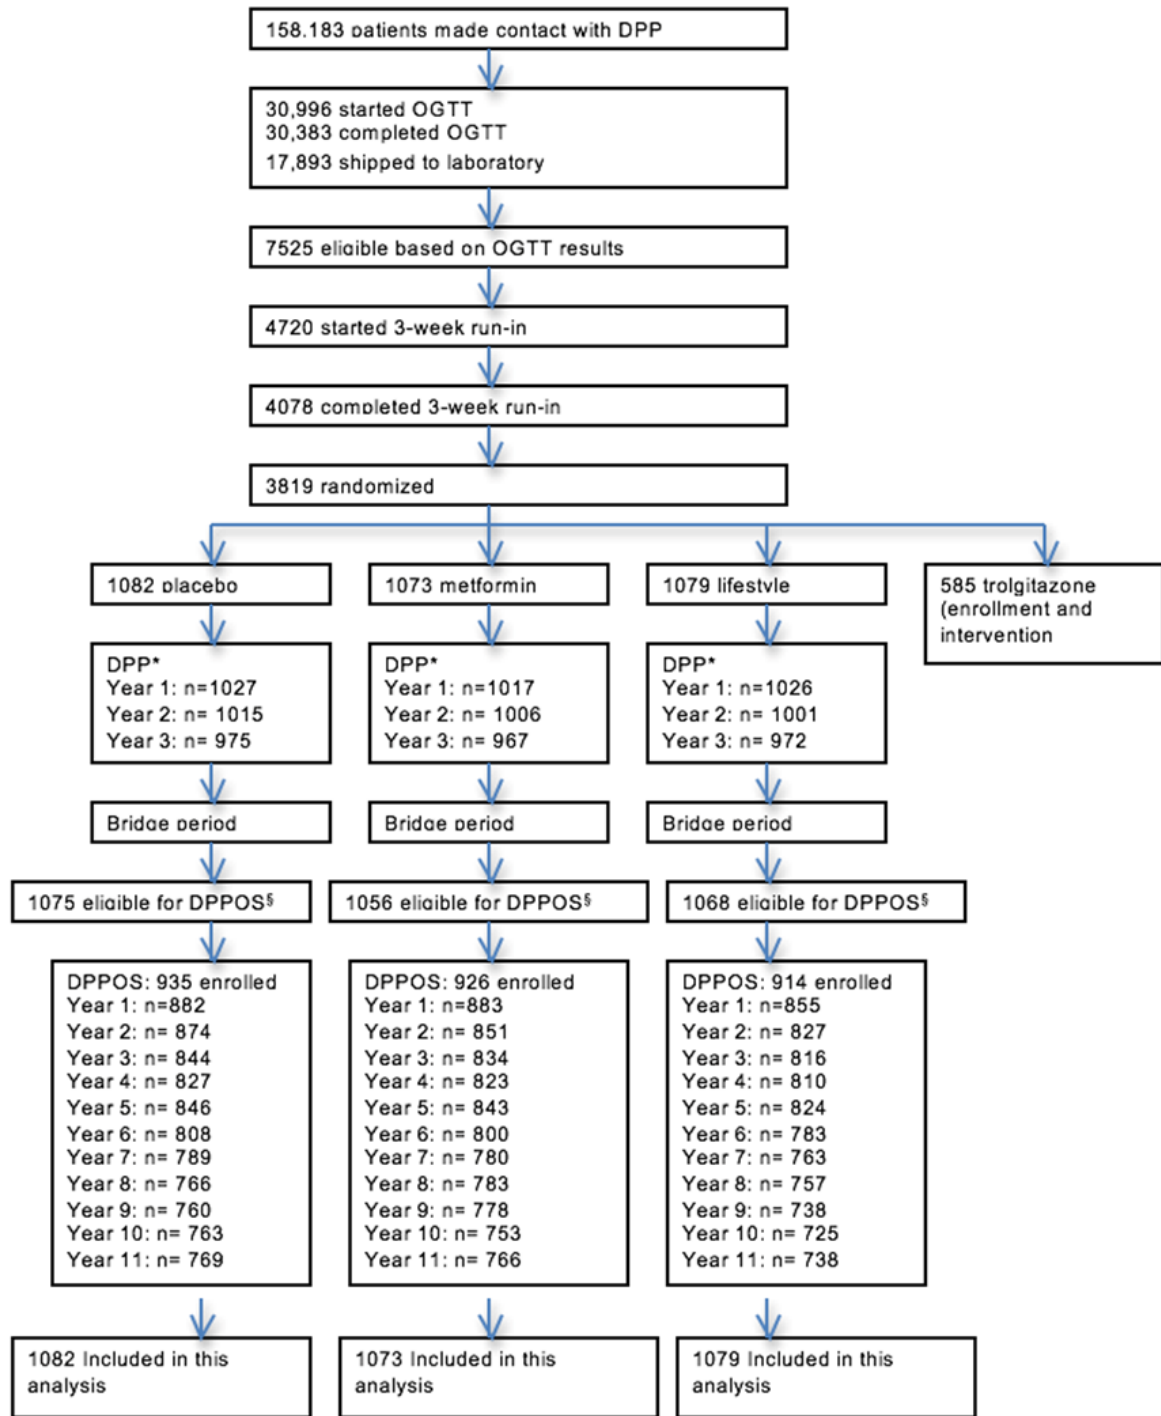 158,183 patients made contact with DPP
30,996 started OGTT
30,383 completed OGTT
17,893 shipped to laboratory
7525 eligible based on OGTT results
4720 started 3-week run-in
4078 completed 3-week run-in
3819 randomized
1082 placebo
1073 metformin
1079 lifestyle
585 trolgitazone
(enrollment and
intervention
DPP*
Year 1: n=1027
Year 2: n= 1015
Year 3: n= 975
DPP*
Year 1: n=1017
Year 2: n= 1006
Year 3: n= 967
DPP*
Year 1: n=1026
Year 2: n= 1001
Year 3: n= 972
Bridge period
Bridge period
Bridge period
1075 eligible for DPPOS§
1056 eligible for DPPOS§
1068 eligible for DPPOS§
DPPOS: 935 enrolled
Year 1: n=882
Year 2: n= 874
Year 3: n= 844
Year 4: n= 827
Year 5: n= 846
Year 6: n= 808
Year 7: n= 789
Year 8: n= 766
Year 9: n= 760
Year 10: n= 763
Year 11: n= 769
DPPOS: 926 enrolled
Year 1: n=883
Year 2: n= 851
Year 3: n= 834
Year 4: n= 823
Year 5: n= 843
Year 6: n= 800
Year 7: n= 780
Year 8: n= 783
Year 9: n= 778
Year 10: n= 753
Year 11: n= 766
DPPOS: 914 enrolled
Year 1: n=855
Year 2: n= 827
Year 3: n= 816
Year 4: n= 810
Year 5: n= 824
Year 6: n= 783
Year 7: n= 763
Year 8: n= 757
Year 9: n= 738
Year 10: n= 725
Year 11: n= 738
1082 Included in this
analysis
1073 Included in this
analysis
1079 Included in this
analysis